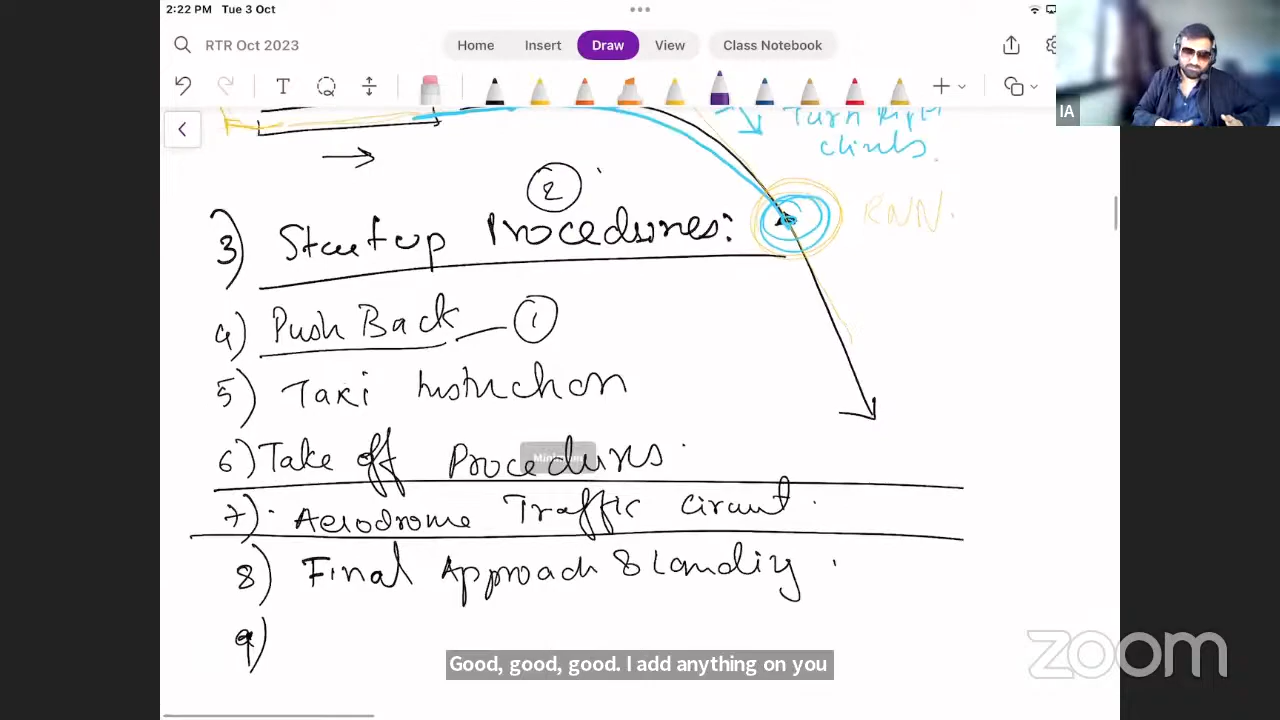 2:22 PM Tue 3 Oct
RTR Oct 2023
Home Insert Draw View Class Notebook
IA
Turn Right
climb.
2
RNN.
3) Startup Procedures:
4) Push Back 1
5) Taxi Instruction
6) Take off Procedures.
7) Aerodrome Traffic Circuit.
8) Final Approach & Landing.
9)
Good, good, good. I add anything on you
zoom